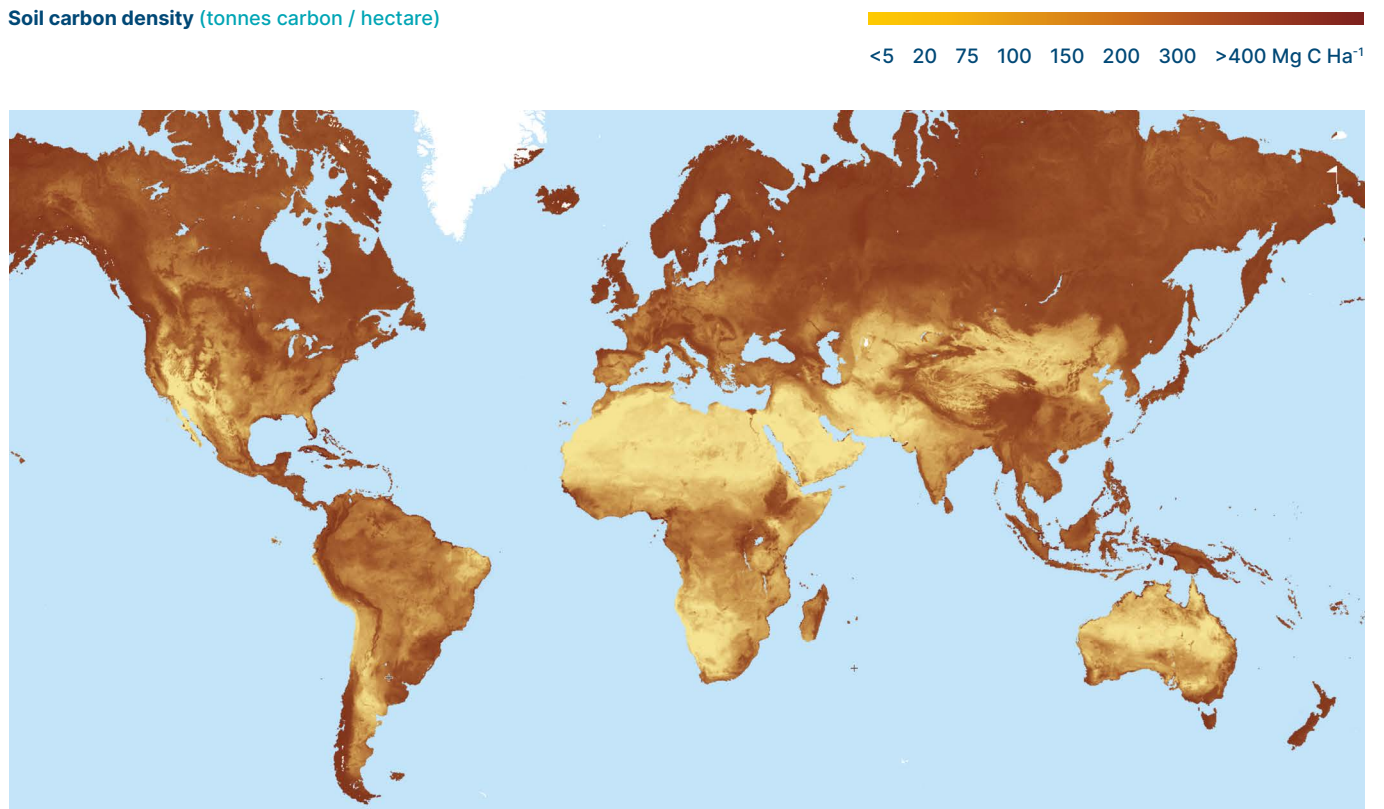 Soil carbon density (tonnes carbon / hectare)
<5 20 75 100 150 200 300 >400 Mg C Ha⁻¹